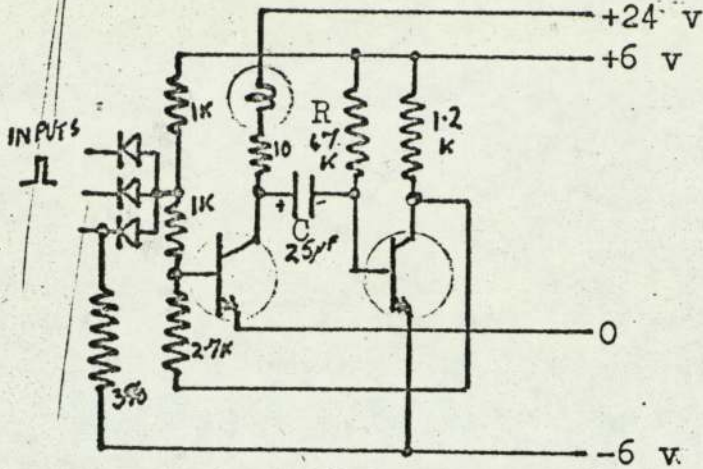 +24 v
+6 v
INPUTS
1K
R
67
K
1.2
K
10
1K
+ -
C
25μF
0
2.7K
350
-6 v.